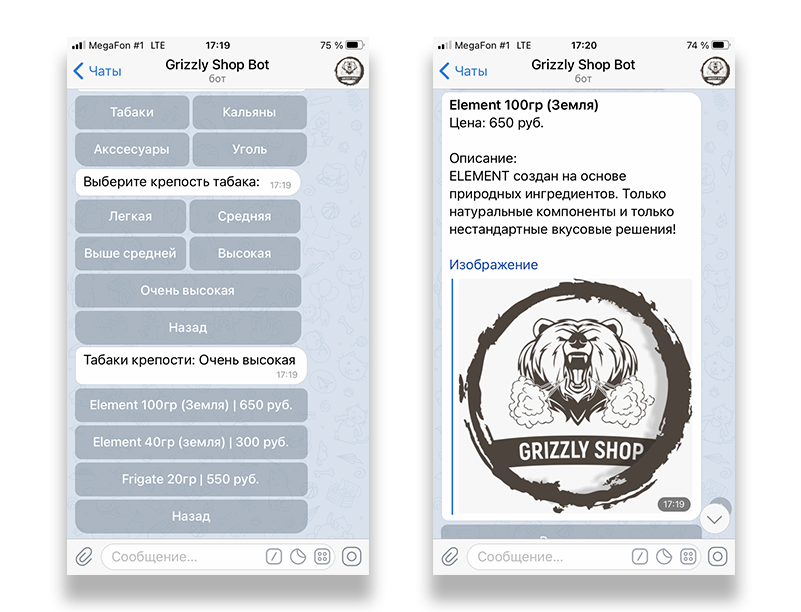 MegaFon #1 LTE 17:19 75 %
Чаты
Grizzly Shop Bot
бот
Табаки
Кальяны
Акссесуары
Уголь
Выберите крепость табака: 17:19
Легкая
Средняя
Выше средней
Высокая
Очень высокая
Назад
Табаки крепости: Очень высокая
17:19
Element 100гр (Земля) | 650 руб.
Element 40гр (земля) | 300 руб.
Frigate 20гр | 550 руб.
Назад
Сообщение...
MegaFon #1 LTE 17:20 74 %
Чаты
Grizzly Shop Bot
бот
Element 100гр (Земля)
Цена: 650 руб.
Описание:
ELEMENT создан на основе
природных ингредиентов. Только
натуральные компоненты и только
нестандартные вкусовые решения!
Изображение
GRIZZLY SHOP
17:19
Сообщение...